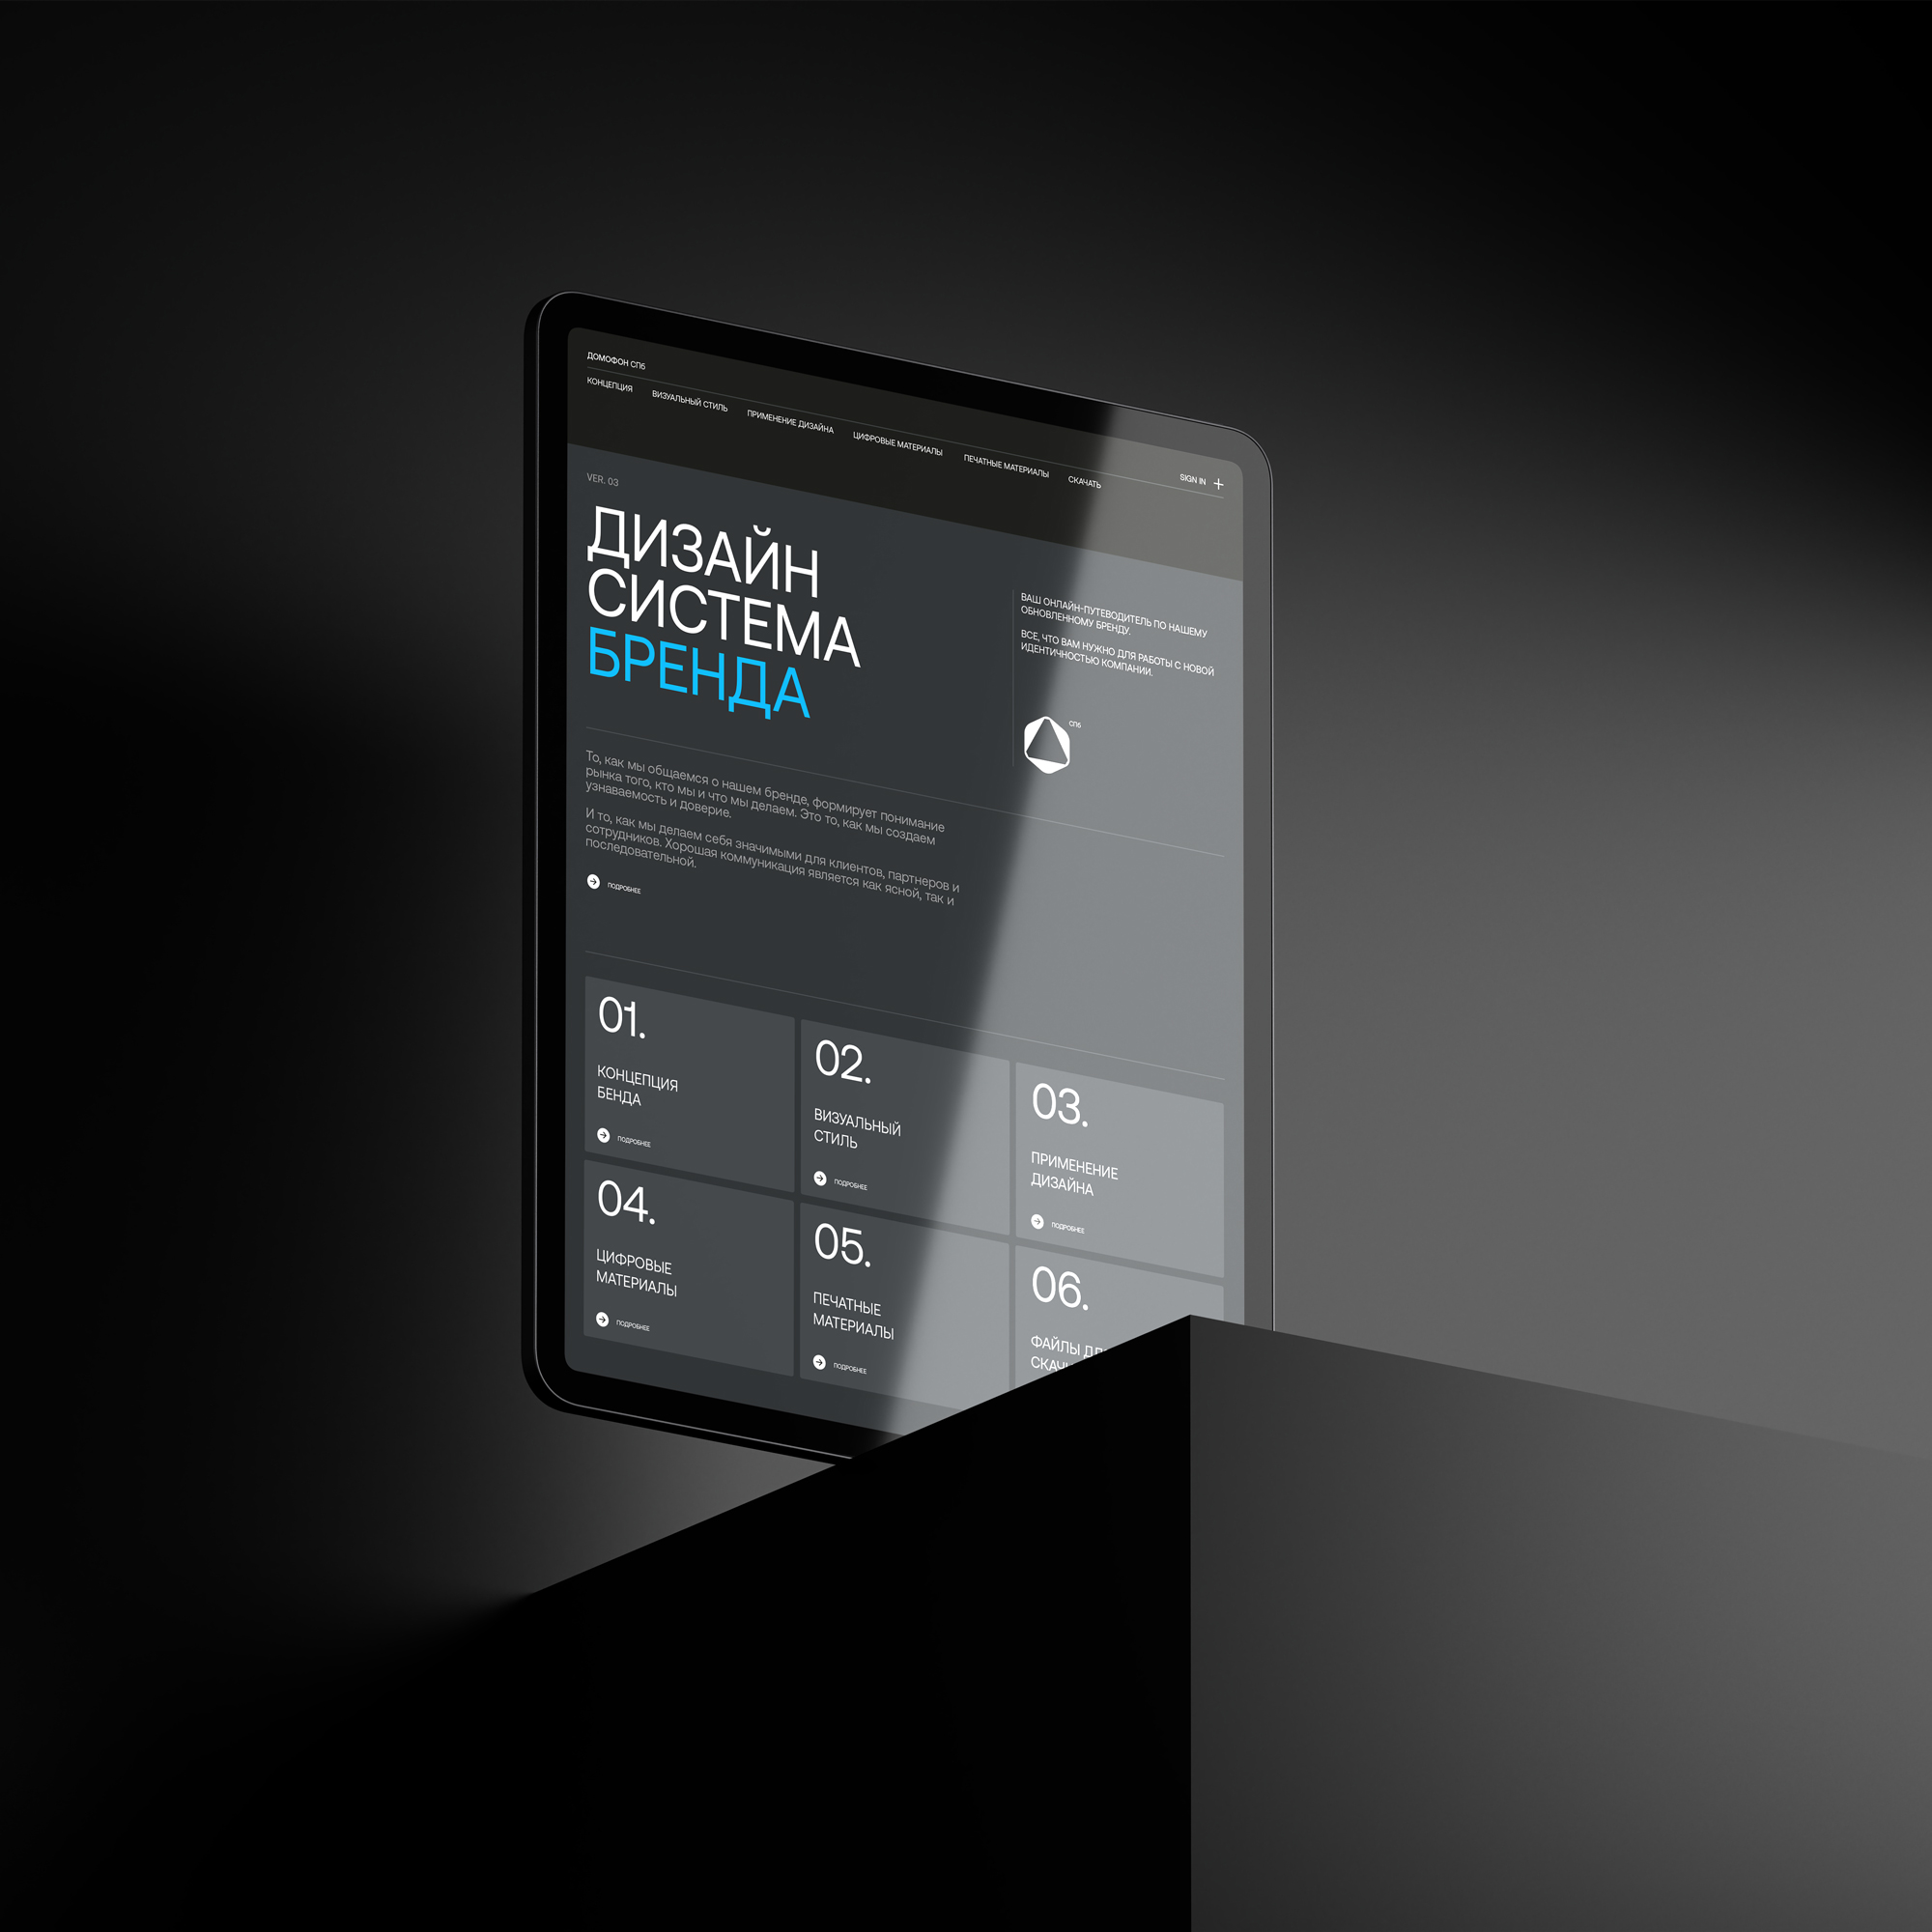 ДОМОФОН СПб
SIGN IN +
КОНЦЕПЦИЯ ВИЗУАЛЬНЫЙ СТИЛЬ ПРИМЕНЕНИЕ ДИЗАЙНА ЦИФРОВЫЕ МАТЕРИАЛЫ ПЕЧАТНЫЕ МАТЕРИАЛЫ СКАЧАТЬ
VER. 03
ДИЗАЙН
СИСТЕМА
БРЕНДА
ВАШ ОНЛАЙН-ПУТЕВОДИТЕЛЬ ПО НАШЕМУ
ОБНОВЛЕННОМУ БРЕНДУ.
ВСЕ, ЧТО ВАМ НУЖНО ДЛЯ РАБОТЫ С НОВОЙ
ИДЕНТИЧНОСТЬЮ КОМПАНИИ.
СПб
То, как мы общаемся о нашем бренде, формирует понимание
рынка того, кто мы и что мы делаем. Это то, как мы создаем
узнаваемость и доверие.
И то, как мы делаем себя значимыми для клиентов, партнеров и
сотрудников. Хорошая коммуникация является как ясной, так и
последовательной.
ПОДРОБНЕЕ
01.
КОНЦЕПЦИЯ
БЕНДА
ПОДРОБНЕЕ
02.
ВИЗУАЛЬНЫЙ
СТИЛЬ
ПОДРОБНЕЕ
03.
ПРИМЕНЕНИЕ
ДИЗАЙНА
ПОДРОБНЕЕ
04.
ЦИФРОВЫЕ
МАТЕРИАЛЫ
ПОДРОБНЕЕ
05.
ПЕЧАТНЫЕ
МАТЕРИАЛЫ
ПОДРОБНЕЕ
06.
ФАЙЛЫ